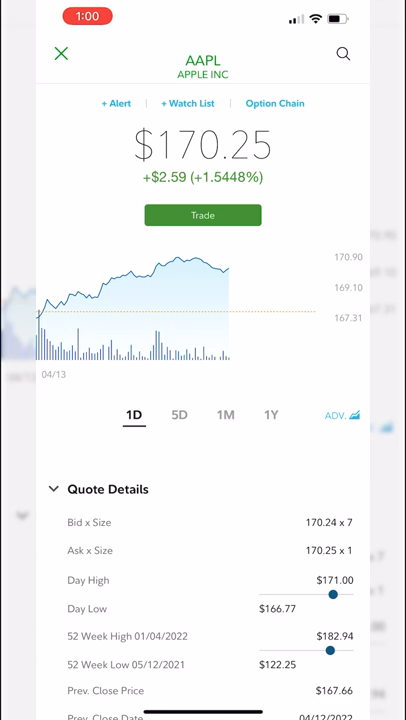 1:00
AAPL
APPLE INC
+ Alert
+ Watch List
Option Chain
$170.25
+$2.59 (+1.5448%)
Trade
170.90
169.10
167.31
04/13
1D
5D
1M
1Y
ADV.
Quote Details
Bid x Size 170.24 x 7
Ask x Size 170.25 x 1
Day High $171.00
Day Low $166.77
52 Week High 01/04/2022 $182.94
52 Week Low 05/12/2021 $122.25
Prev. Close Price $167.66
Prev. Close Date 04/12/2022